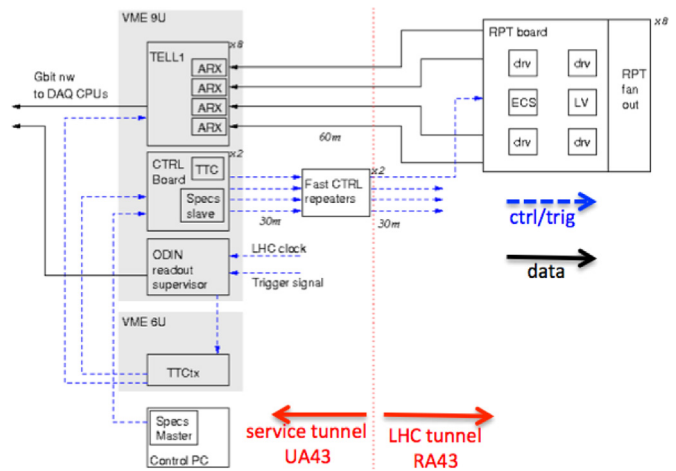 VME 9U
TELL1
x8
ARX
ARX
ARX
ARX
Gbit nw
to DAQ CPUs
60m
RPT board
x8
drv
drv
ECS
LV
drv
drv
RPT
fan
out
CTRL
Board
x2
TTC
Specs
slave
30m
Fast CTRL
repeaters
x2
30m
ctrl/trig
data
ODIN
readout
supervisor
LHC clock
Trigger signal
VME 6U
TTCtx
Specs
Master
Control PC
service tunnel
UA43
LHC tunnel
RA43